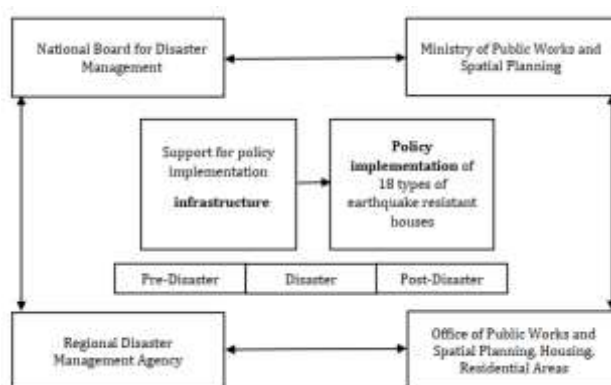 National Board for Disaster
Management
Ministry of Public Works and
Spatial Planning
Support for policy
implementation
infrastructure
Policy
implementation of
18 types of
earthquake resistant
houses
Pre-Disaster
Disaster
Post-Disaster
Regional Disaster
Management Agency
Office of Public Works and
Spatial Planning, Housing,
Residential Areas